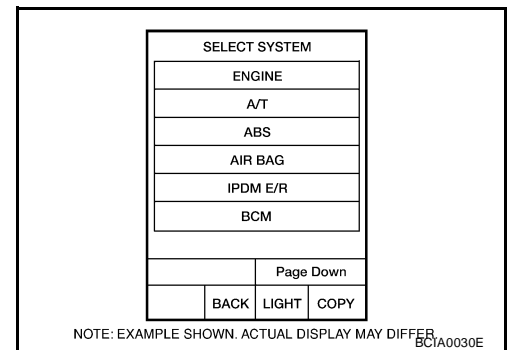 SELECT SYSTEM
ENGINE
A/T
ABS
AIR BAG
IPDM E/R
BCM
Page Down
BACK LIGHT COPY
NOTE: EXAMPLE SHOWN. ACTUAL DISPLAY MAY DIFFER.
BCIA0030E